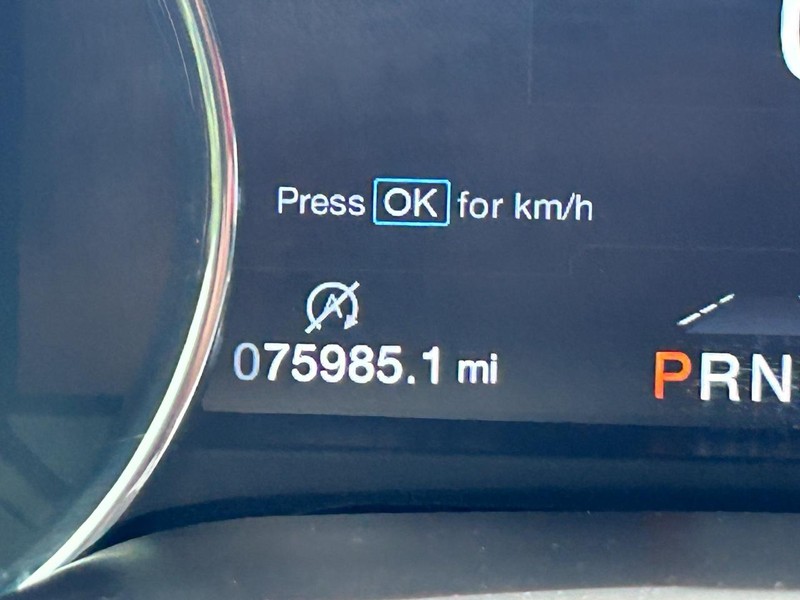 Press OK for km/h
A
075985.1 mi
PRN